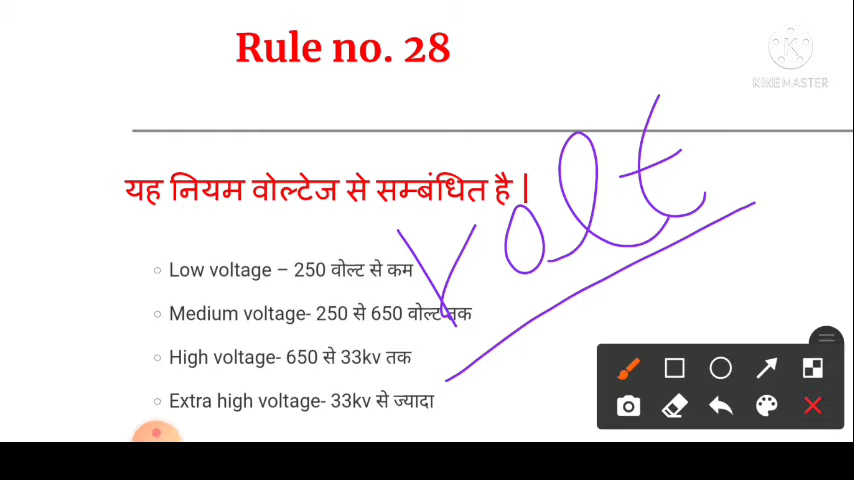 Rule no. 28
K
KINEMASTER
यह नियम वोल्टेज से सम्बंधित है |
volt
Low voltage – 250 वोल्ट से कम
Medium voltage- 250 से 650 वोल्ट तक
High voltage- 650 से 33kv तक
Extra high voltage- 33kv से ज्यादा